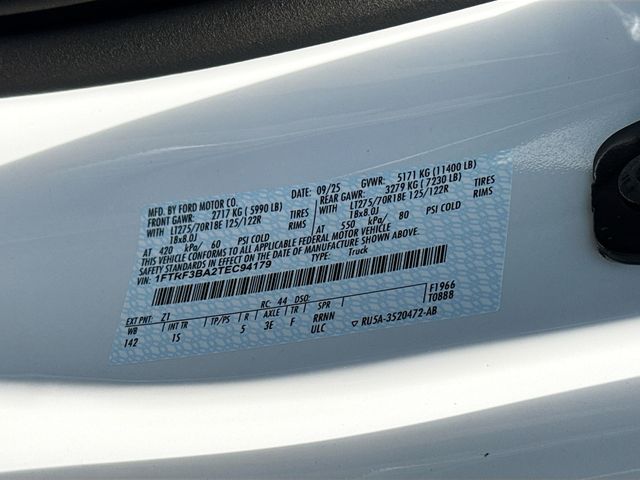 MFD. BY FORD MOTOR CO.
DATE: 09/25 GVWR: 5171 KG (11400 LB)
FRONT GAWR: 2717 KG (5990 LB) REAR GAWR: 3279 KG (7230 LB)
WITH LT275/70R18E 125/122R TIRES WITH LT275/70R18E 125/122R TIRES
18x8.0J RIMS 18x8.0J RIMS
AT 420 kPa/ 60 PSI COLD AT 550 kPa/ 80 PSI COLD
THIS VEHICLE CONFORMS TO ALL APPLICABLE FEDERAL MOTOR VEHICLE
SAFETY STANDARDS IN EFFECT ON THE DATE OF MANUFACTURE SHOWN ABOVE.
VIN: 1FTRF3BA2TEC94179 TYPE: Truck
F1966
T0888
EXT PNT: Z1 RC: 44 DSO:
WB INT TR TP/PS R AXLE TR SPR
142 1S 5 3E F RRNN
ULC RU5A-3520472-AB